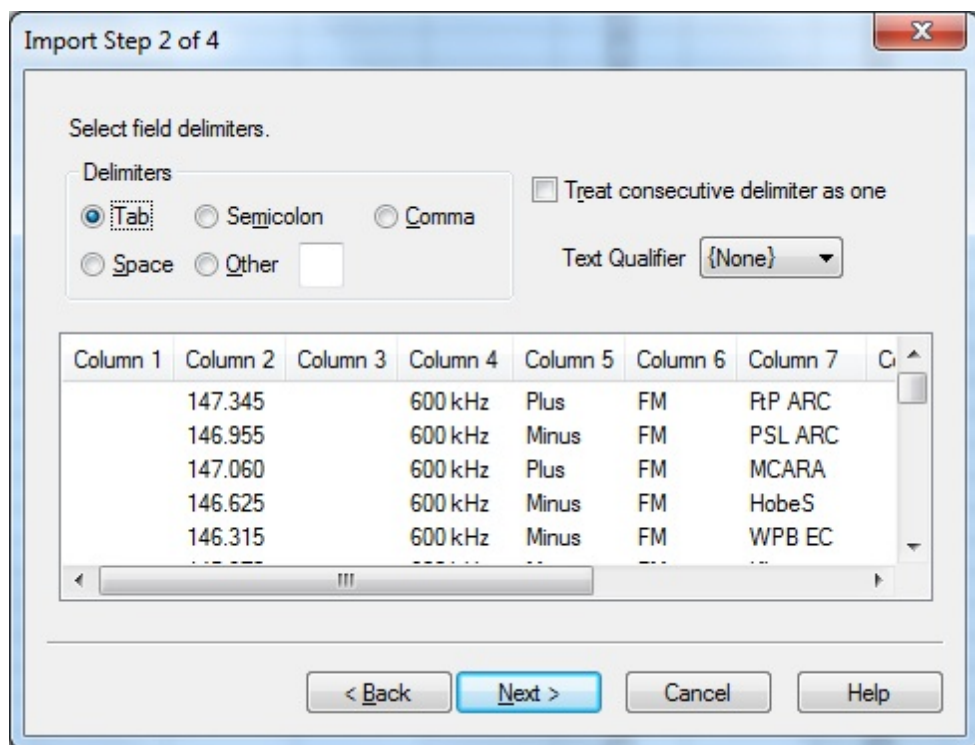 Import Step 2 of 4
Select field delimiters.
Delimiters
Tab Semicolon Comma
Space Other
Treat consecutive delimiter as one
Text Qualifier {None}
Column 1 Column 2 Column 3 Column 4 Column 5 Column 6 Column 7
147.345 600 kHz Plus FM FtP ARC
146.955 600 kHz Minus FM PSL ARC
147.060 600 kHz Plus FM MCARA
146.625 600 kHz Minus FM HobeS
146.315 600 kHz Minus FM WPB EC
< Back Next > Cancel Help